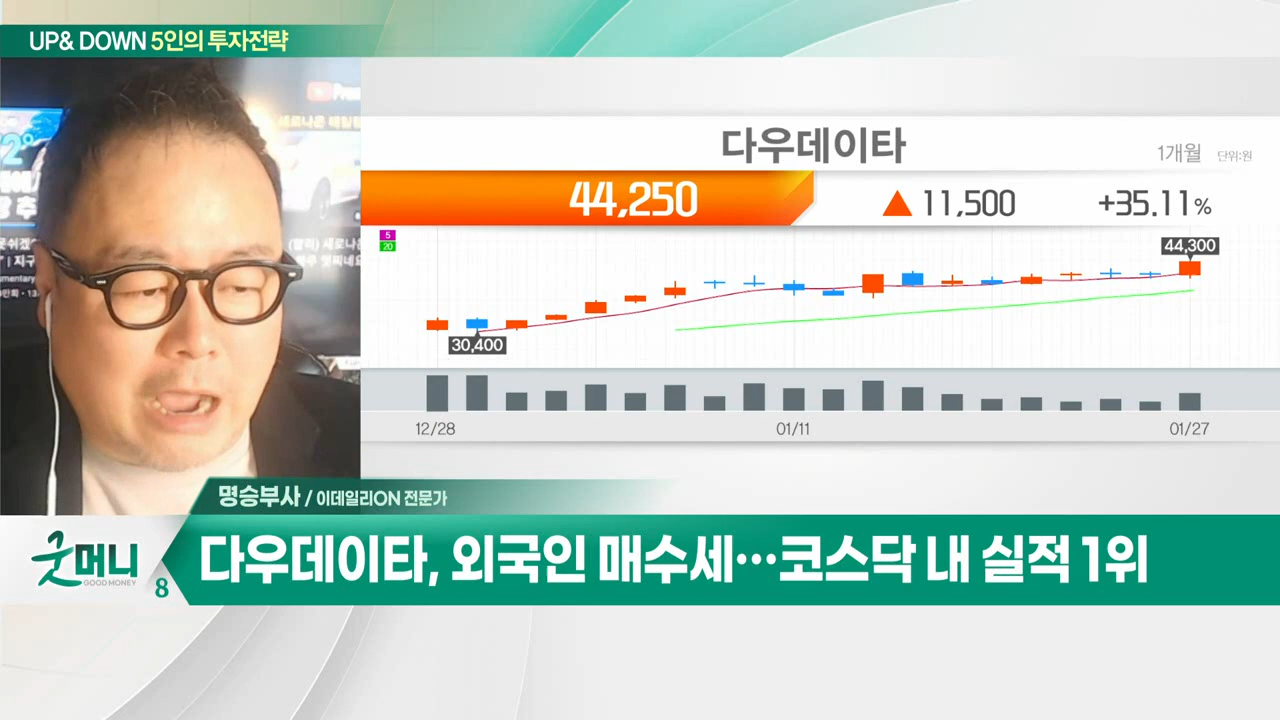 UP& DOWN 5인의 투자전략
다우데이타
1개월 단위:원
44,250 ▲ 11,500 +35.11%
5
20
44,300
30,400
12/28 01/11 01/27
명승부사 / 이데일리ON 전문가
굿머니
GOOD MONEY
8
다우데이타, 외국인 매수세…코스닥 내 실적 1위